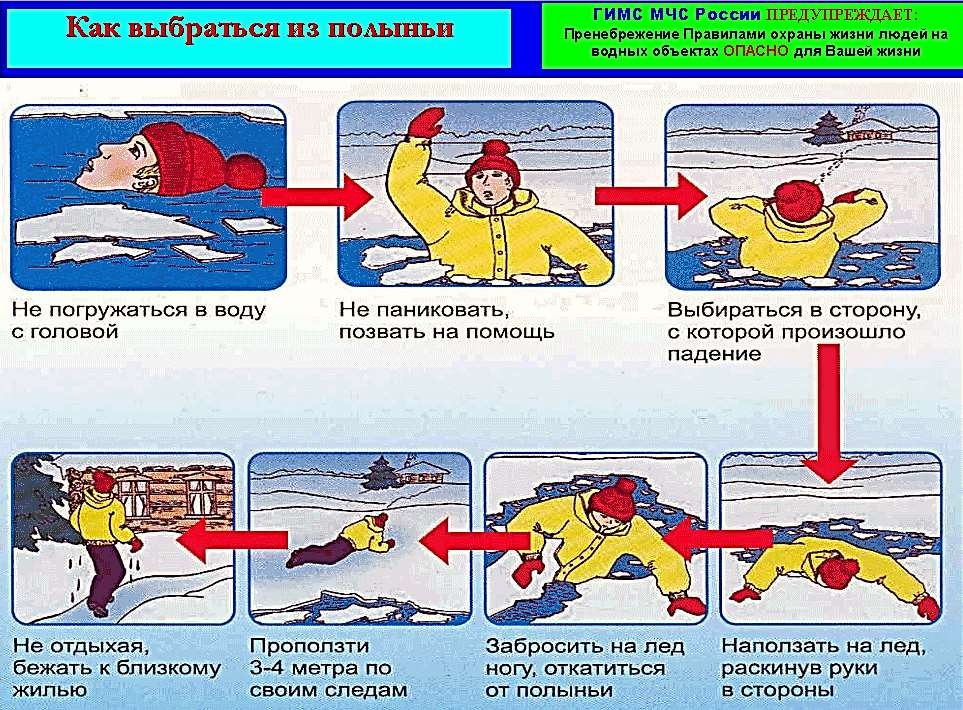 Как выбраться из полыньи
ГИМС МЧС России ПРЕДУПРЕЖДАЕТ:
Пренебрежение Правилами охраны жизни людей на
водных объектах ОПАСНО для Вашей жизни
Не погружаться в воду
с головой
Не паниковать,
позвать на помощь
Выбираться в сторону,
с которой произошло
падение
Не отдыхая,
бежать к близкому
жилью
Проползти
3-4 метра по
своим следам
Забросить на лед
ногу, откатиться
от полыньи
Наползать на лед,
раскинув руки
в стороны